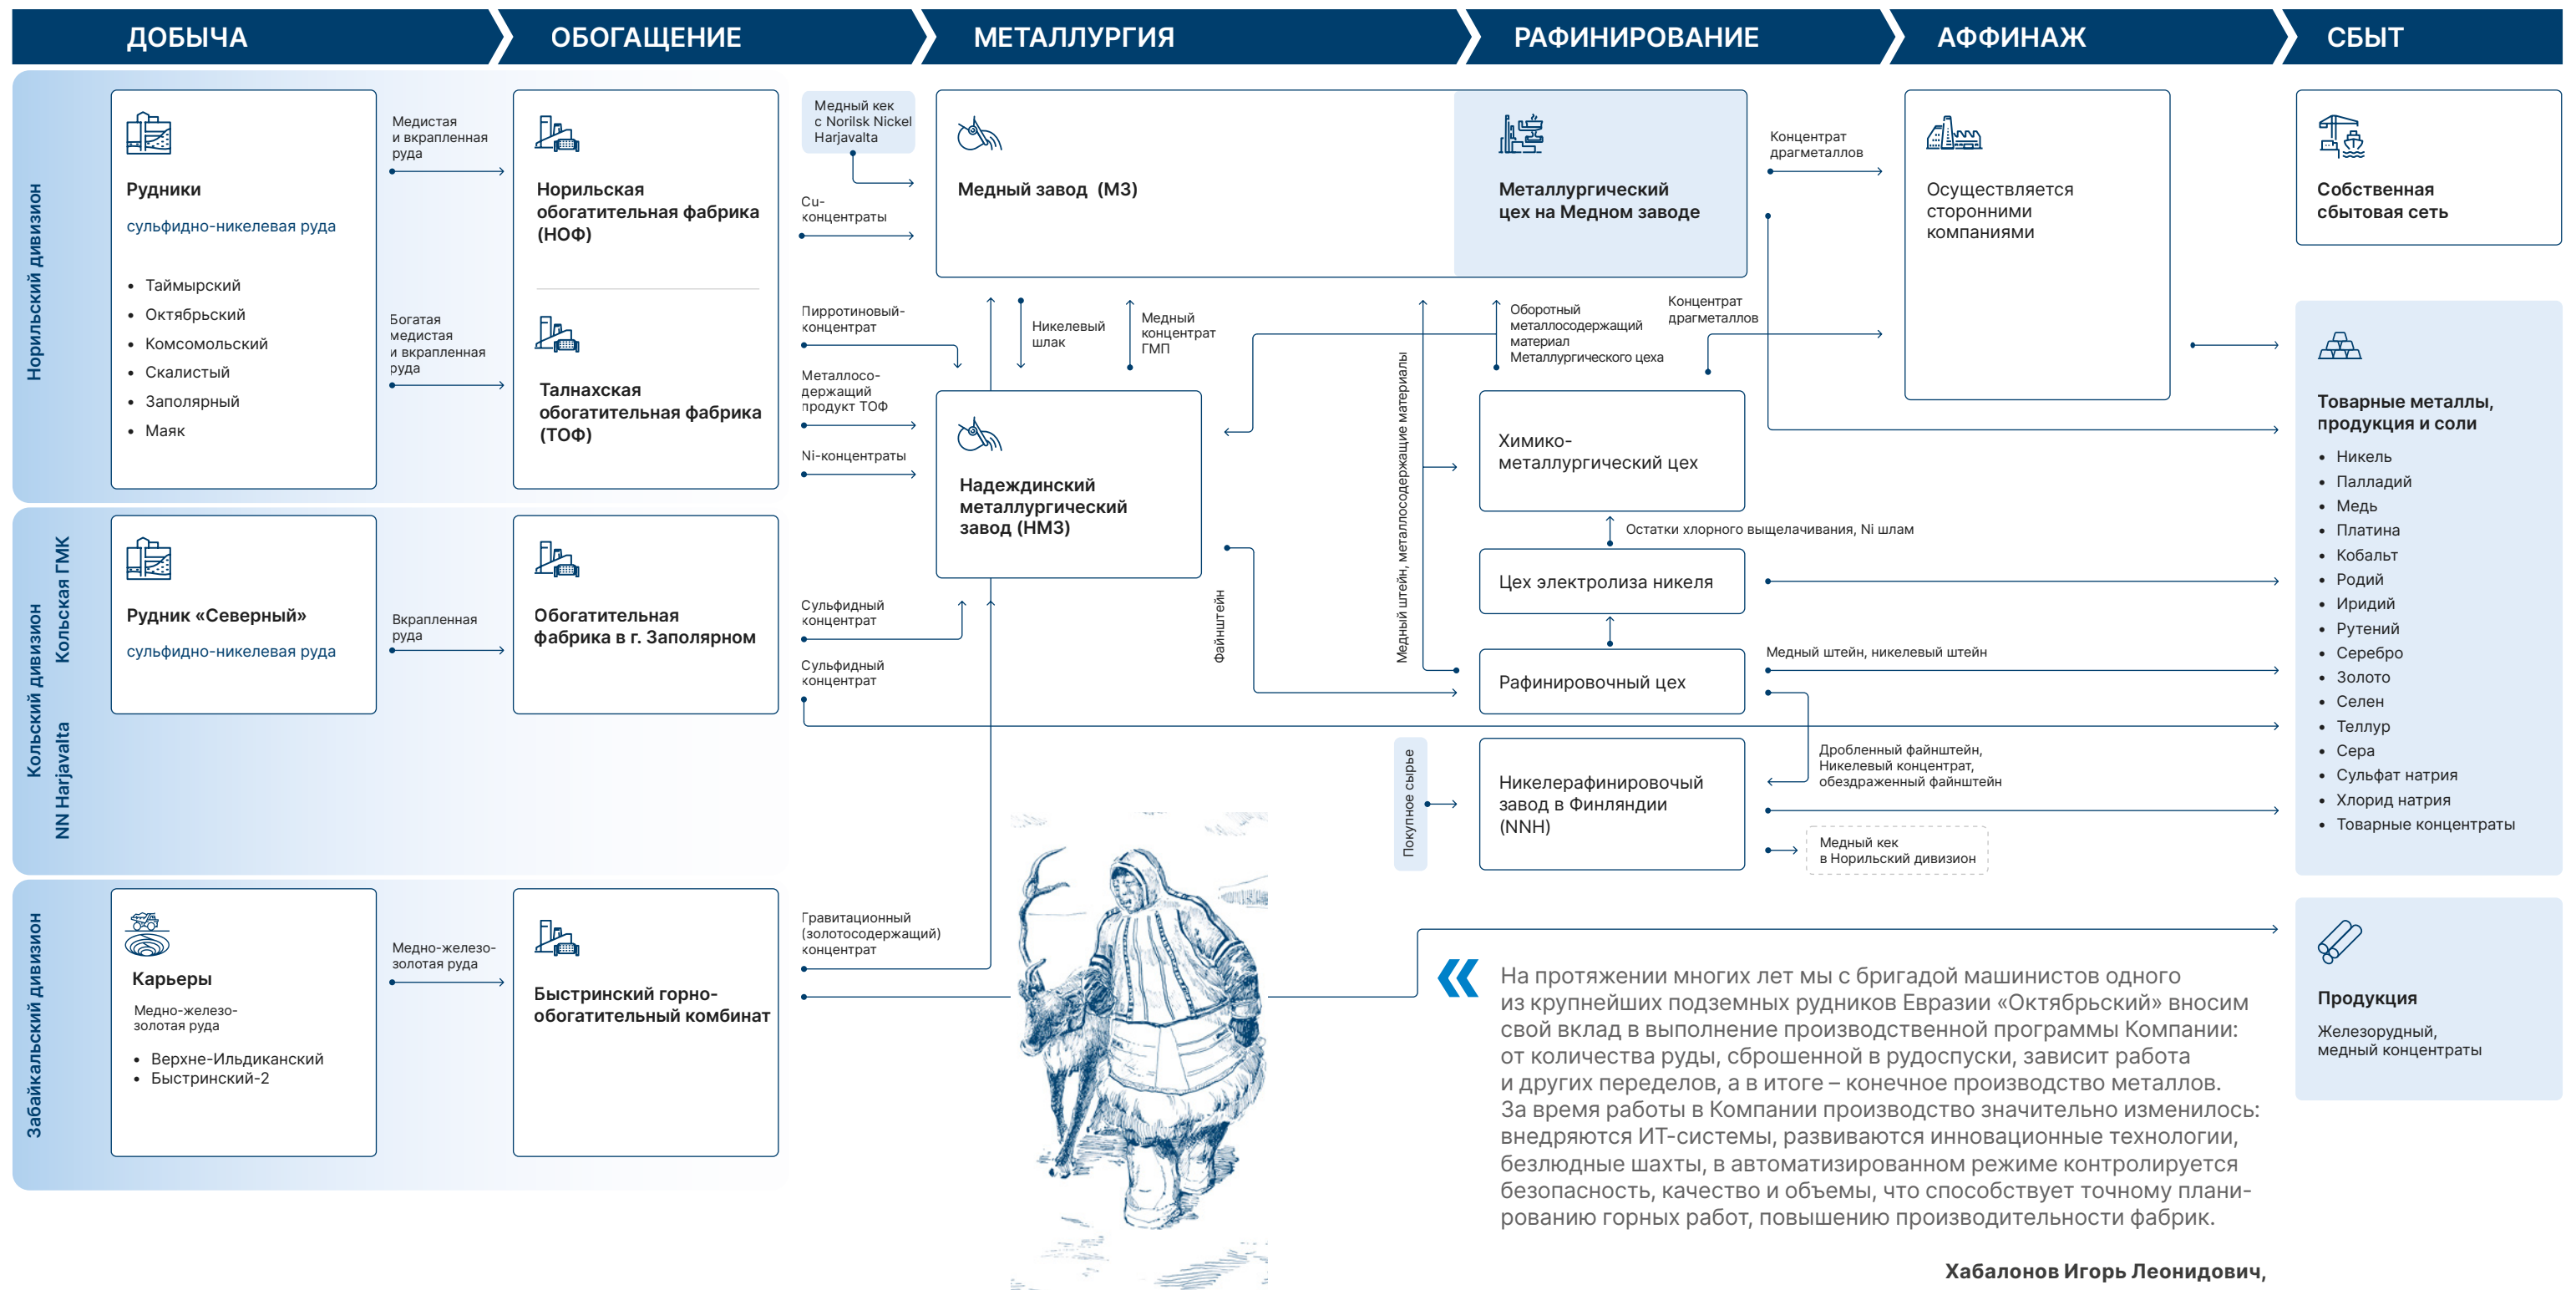 ДОБЫЧА
ОБОГАЩЕНИЕ
МЕТАЛЛУРГИЯ
РАФИНИРОВАНИЕ
АФФИНАЖ
СБЫТ
Норильский дивизион
Рудники
сульфидно-никелевая руда
• Таймырский
• Октябрьский
• Комсомольский
• Скалистый
• Заполярный
• Маяк
Медистая
и вкрапленная
руда
Богатая
медистая
и вкрапленная
руда
Норильская
обогатительная фабрика
(НОФ)
Талнахская
обогатительная фабрика
(ТОФ)
Медный кек
с Norilsk Nickel
Harjavalta
Cu-
концентраты
Пирротиновый-
концентрат
Металлосо-
держащий
продукт ТОФ
Ni-концентраты
Медный завод (МЗ)
Металлургический
цех на Медном заводе
Никелевый
шлак
Медный
концентрат
ГМП
Надеждинский
металлургический
завод (НМЗ)
Оборотный
металлосодержащий
материал
Металлургического цеха
Концентрат
драгметаллов
Концентрат
драгметаллов
Осуществляется
сторонними
компаниями
Собственная
сбытовая сеть
Медный штейн, металлосодержащие материалы
Файнштейн
Химико-
металлургический цех
Остатки хлорного выщелачивания, Ni шлам
Цех электролиза никеля
Рафинировочный цех
Медный штейн, никелевый штейн
Дробленный файнштейн,
Никелевый концентрат,
обездраженный файнштейн
Покупное сырье
Никелерафинировочый
завод в Финляндии
(NNH)
Медный кек
в Норильский дивизион
Товарные металлы,
продукция и соли
• Никель
• Палладий
• Медь
• Платина
• Кобальт
• Родий
• Иридий
• Рутений
• Серебро
• Золото
• Селен
• Теллур
• Сера
• Сульфат натрия
• Хлорид натрия
• Товарные концентраты
Кольский дивизион
Кольская ГМК
NN Harjavalta
Рудник «Северный»
сульфидно-никелевая руда
Вкрапленная
руда
Обогатительная
фабрика в г. Заполярном
Сульфидный
концентрат
Сульфидный
концентрат
Забайкальский дивизион
Карьеры
Медно-железо-
золотая руда
• Верхне-Ильдиканский
• Быстринский-2
Медно-железо-
золотая руда
Быстринский горно-
обогатительный комбинат
Гравитационный
(золотосодержащий)
концентрат
Продукция
Железорудный,
медный концентраты
«
На протяжении многих лет мы с бригадой машинистов одного
из крупнейших подземных рудников Евразии «Октябрьский» вносим
свой вклад в выполнение производственной программы Компании:
от количества руды, сброшенной в рудоспуски, зависит работа
и других переделов, а в итоге – конечное производство металлов.
За время работы в Компании производство значительно изменилось:
внедряются ИТ-системы, развиваются инновационные технологии,
безлюдные шахты, в автоматизированном режиме контролируется
безопасность, качество и объемы, что способствует точному плани-
рованию горных работ, повышению производительности фабрик.
Хабалонов Игорь Леонидович,